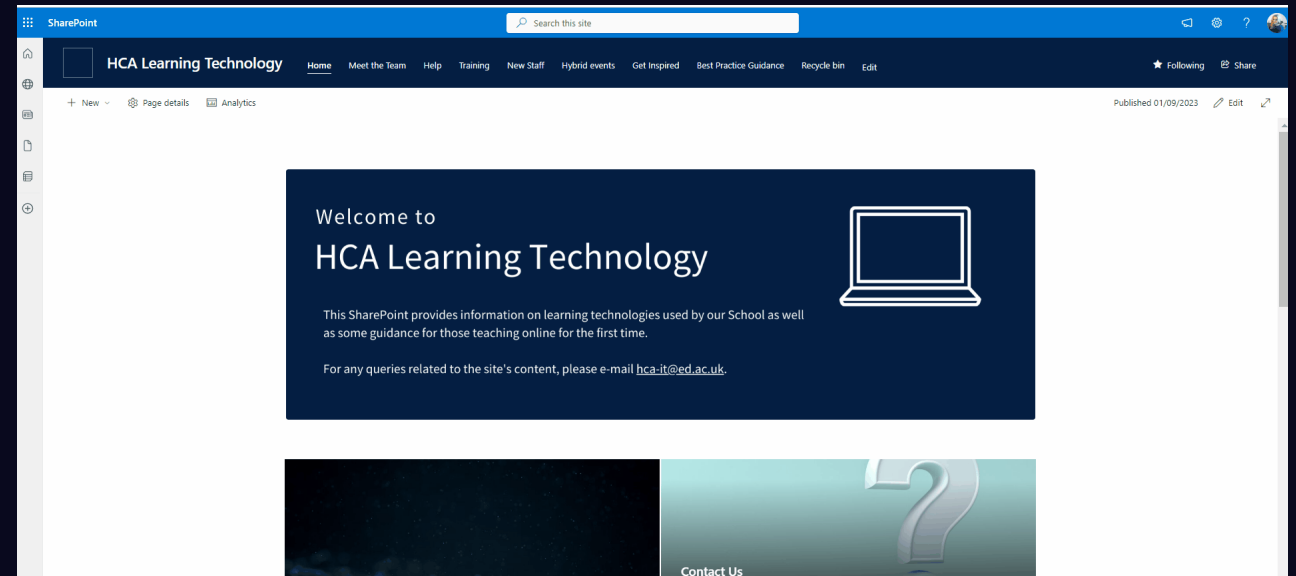 SharePoint
Search this site
?
HCA Learning Technology Home Meet the Team Help Training New Staff Hybrid events Get Inspired Best Practice Guidance Recycle bin Edit Following Share
New Page details Analytics Published 01/09/2023 Edit
Welcome to
HCA Learning Technology
This SharePoint provides information on learning technologies used by our School as well
as some guidance for those teaching online for the first time.
For any queries related to the site's content, please e-mail hca-it@ed.ac.uk.
?
Contact Us